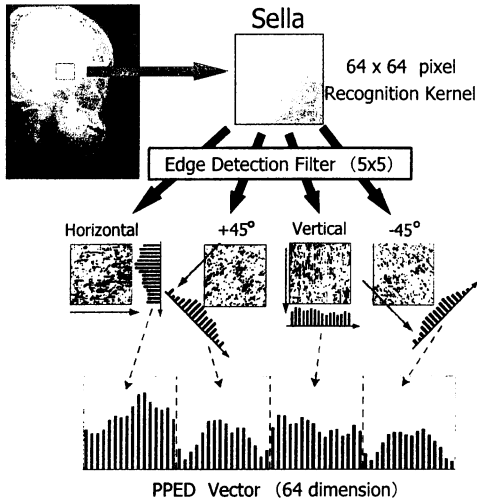 Sella
64 x 64 pixel
Recognition Kernel
Edge Detection Filter (5x5)
Horizontal
+45°
Vertical
-45°
PPED Vector (64 dimension)